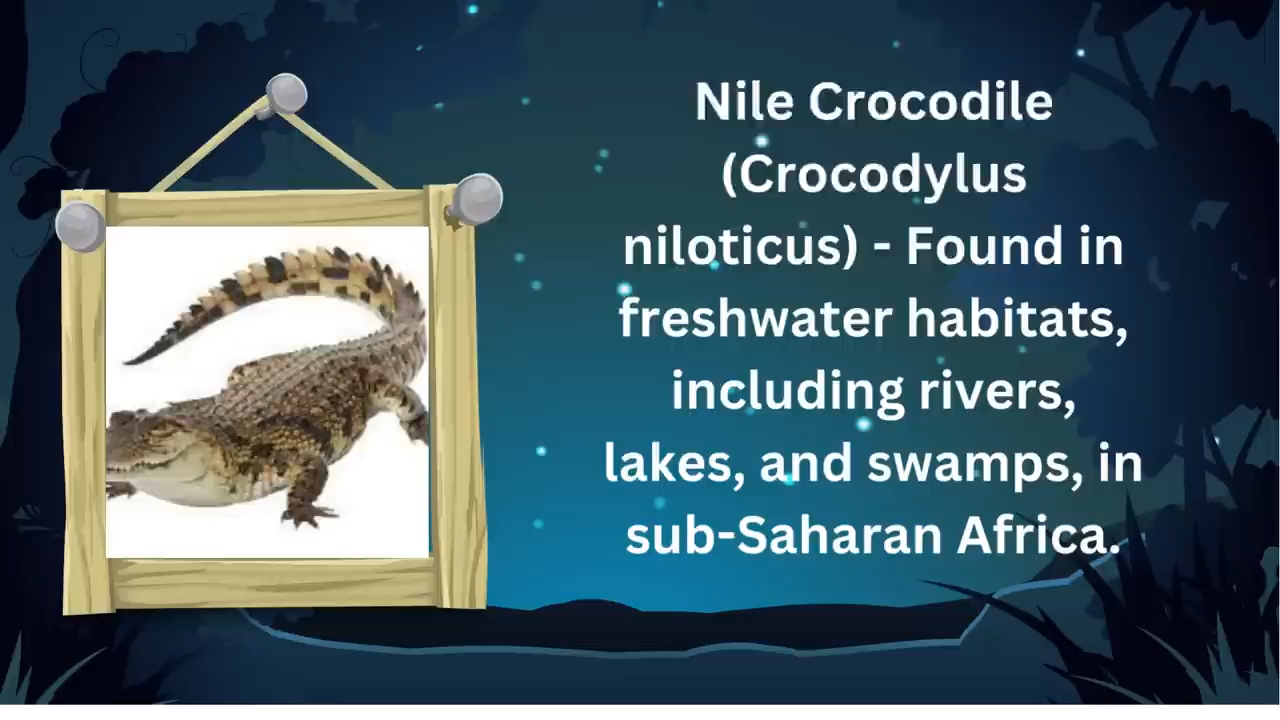 Nile Crocodile
(Crocodylus
niloticus) - Found in
freshwater habitats,
including rivers,
lakes, and swamps, in
sub-Saharan Africa.